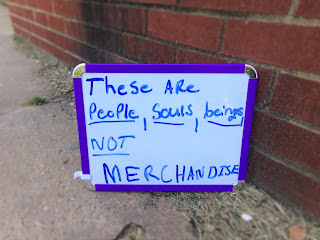 These ARe
People, Souls, beings,
NOT
MERCHANDISE